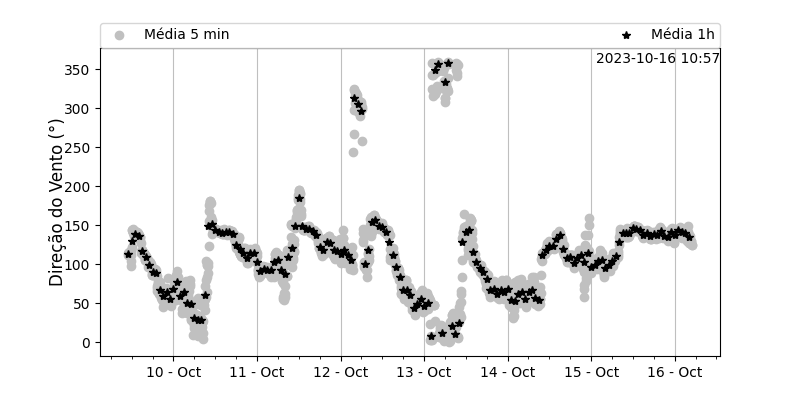 Média 5 min
Média 1h
2023-10-16 10:57
Direção do Vento (°)
350
300
250
200
150
100
50
0
10 - Oct
11 - Oct
12 - Oct
13 - Oct
14 - Oct
15 - Oct
16 - Oct